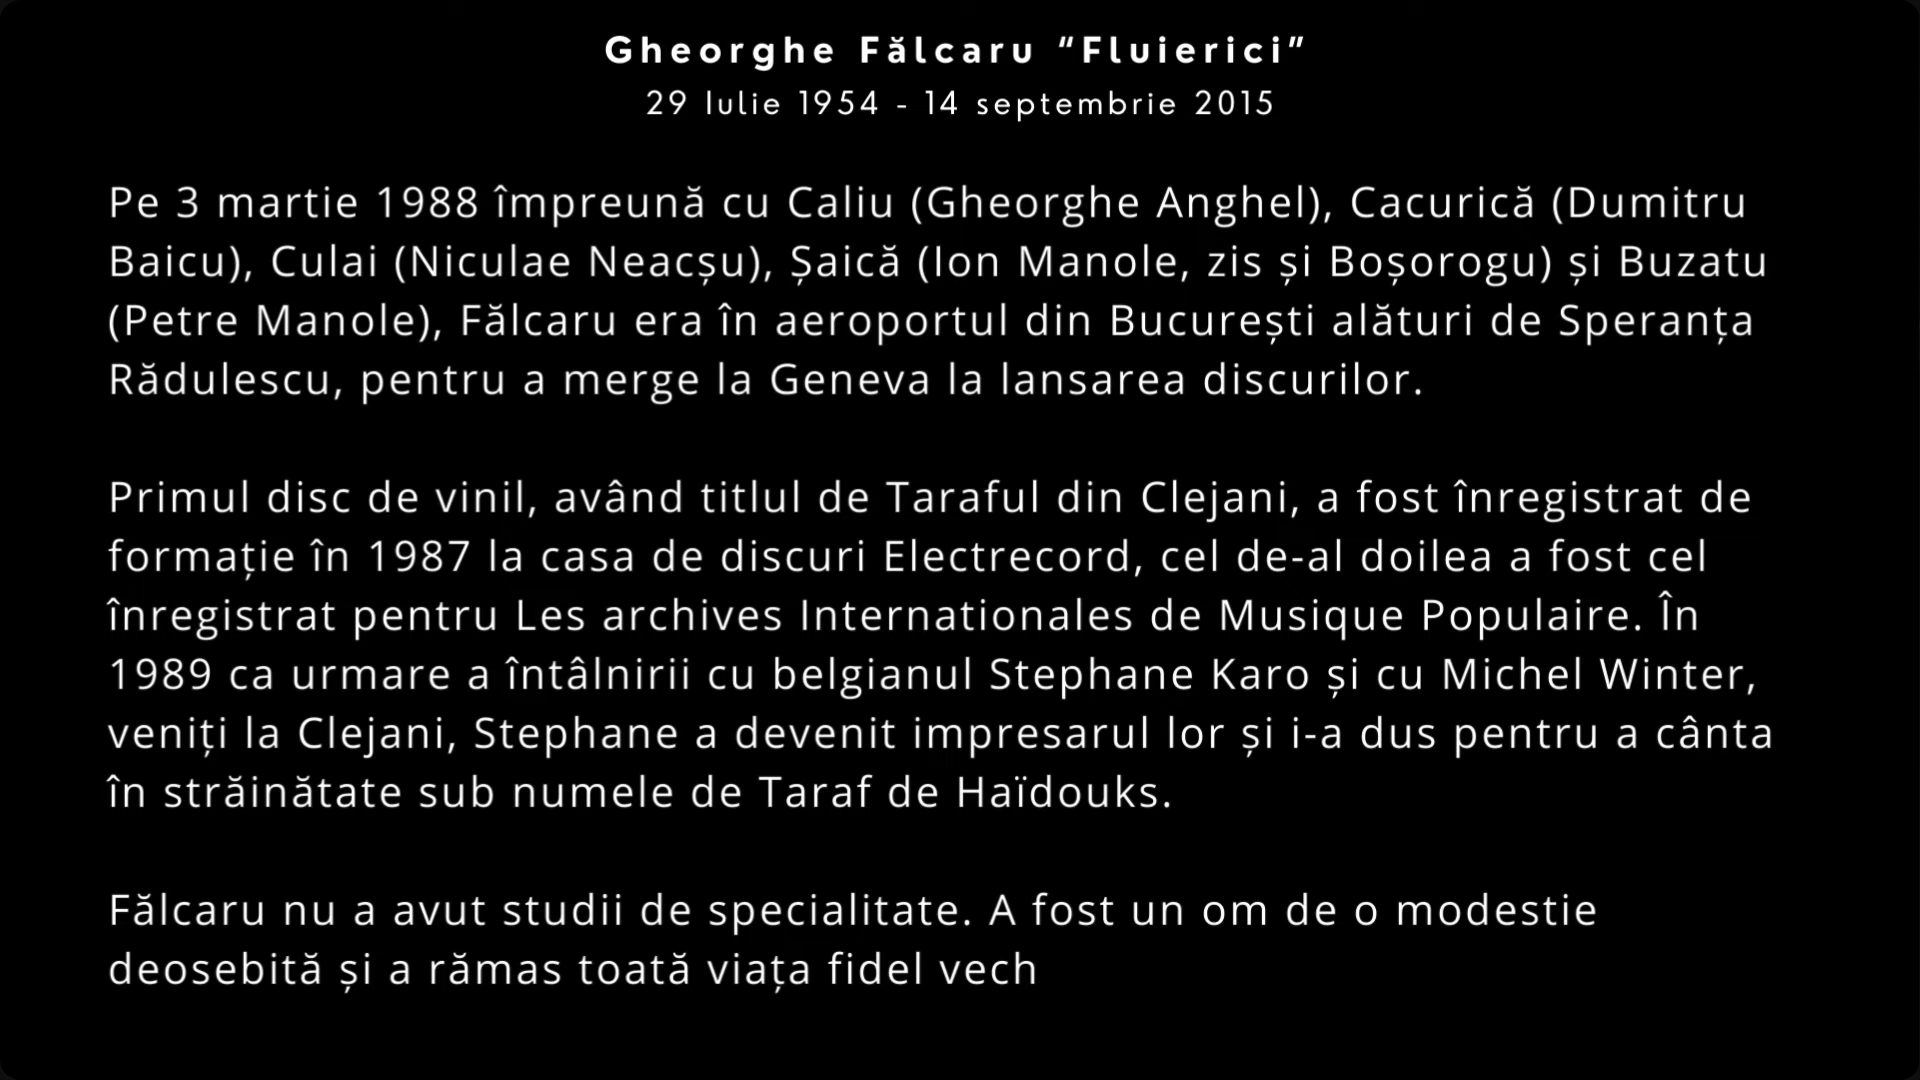 Gheorghe Fălcaru “Fluierici”
29 Iulie 1954 - 14 septembrie 2015
Pe 3 martie 1988 împreună cu Caliu (Gheorghe Anghel), Cacurică (Dumitru
Baicu), Culai (Niculae Neacșu), Șaică (Ion Manole, zis și Boșorogu) și Buzatu
(Petre Manole), Fălcaru era în aeroportul din București alături de Speranța
Rădulescu, pentru a merge la Geneva la lansarea discurilor.
Primul disc de vinil, având titlul de Taraful din Clejani, a fost înregistrat de
formație în 1987 la casa de discuri Electrecord, cel de-al doilea a fost cel
înregistrat pentru Les archives Internationales de Musique Populaire. În
1989 ca urmare a întâlnirii cu belgianul Stephane Karo și cu Michel Winter,
veniți la Clejani, Stephane a devenit impresarul lor și i-a dus pentru a cânta
în străinătate sub numele de Taraf de Haïdouks.
Fălcaru nu a avut studii de specialitate. A fost un om de o modestie
deosebită și a rămas toată viața fidel vech